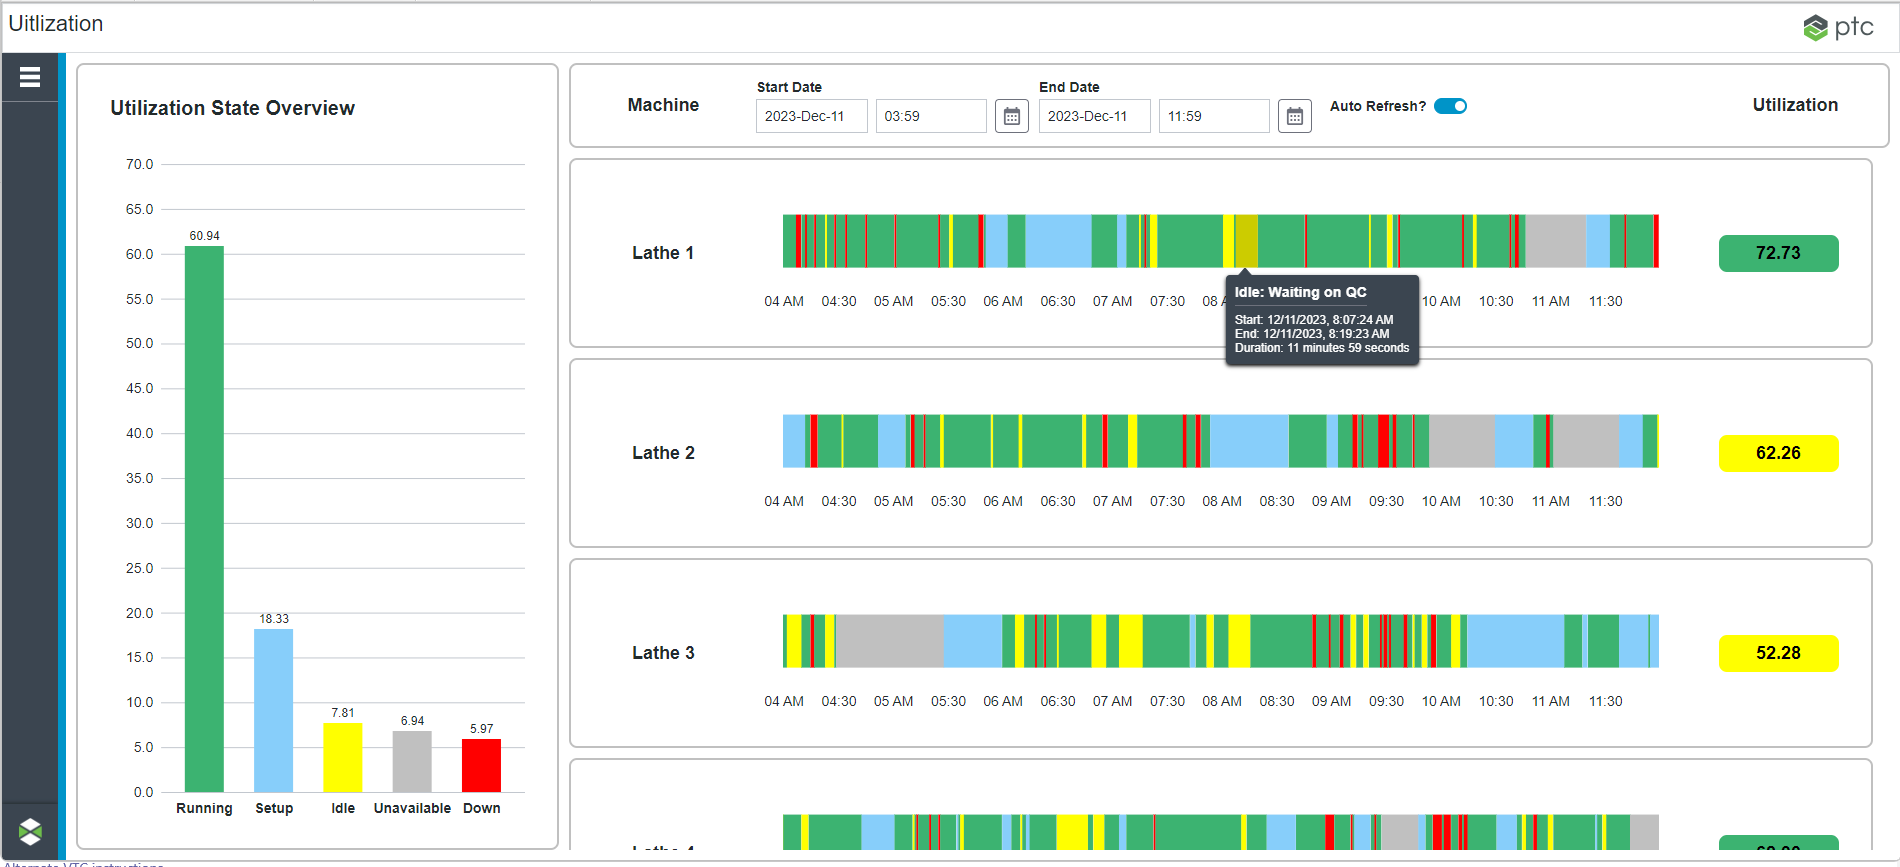 Uitlization
ptc
Utilization State Overview
70.0
65.0
60.0
55.0
50.0
45.0
40.0
35.0
30.0
25.0
20.0
15.0
10.0
5.0
0.0
60.94
18.33
7.81
6.94
5.97
Running Setup Idle Unavailable Down
Machine
Start Date
2023-Dec-11 03:59
End Date
2023-Dec-11 11:59
Auto Refresh?
Utilization
Lathe 1
72.73
04 AM 04:30 05 AM 05:30 06 AM 06:30 07 AM 07:30 08 10 AM 10:30 11 AM 11:30
Idle: Waiting on QC
Start: 12/11/2023, 8:07:24 AM
End: 12/11/2023, 8:19:23 AM
Duration: 11 minutes 59 seconds
Lathe 2
62.26
04 AM 04:30 05 AM 05:30 06 AM 06:30 07 AM 07:30 08 AM 08:30 09 AM 09:30 10 AM 10:30 11 AM 11:30
Lathe 3
52.28
04 AM 04:30 05 AM 05:30 06 AM 06:30 07 AM 07:30 08 AM 08:30 09 AM 09:30 10 AM 10:30 11 AM 11:30
Lathe 4